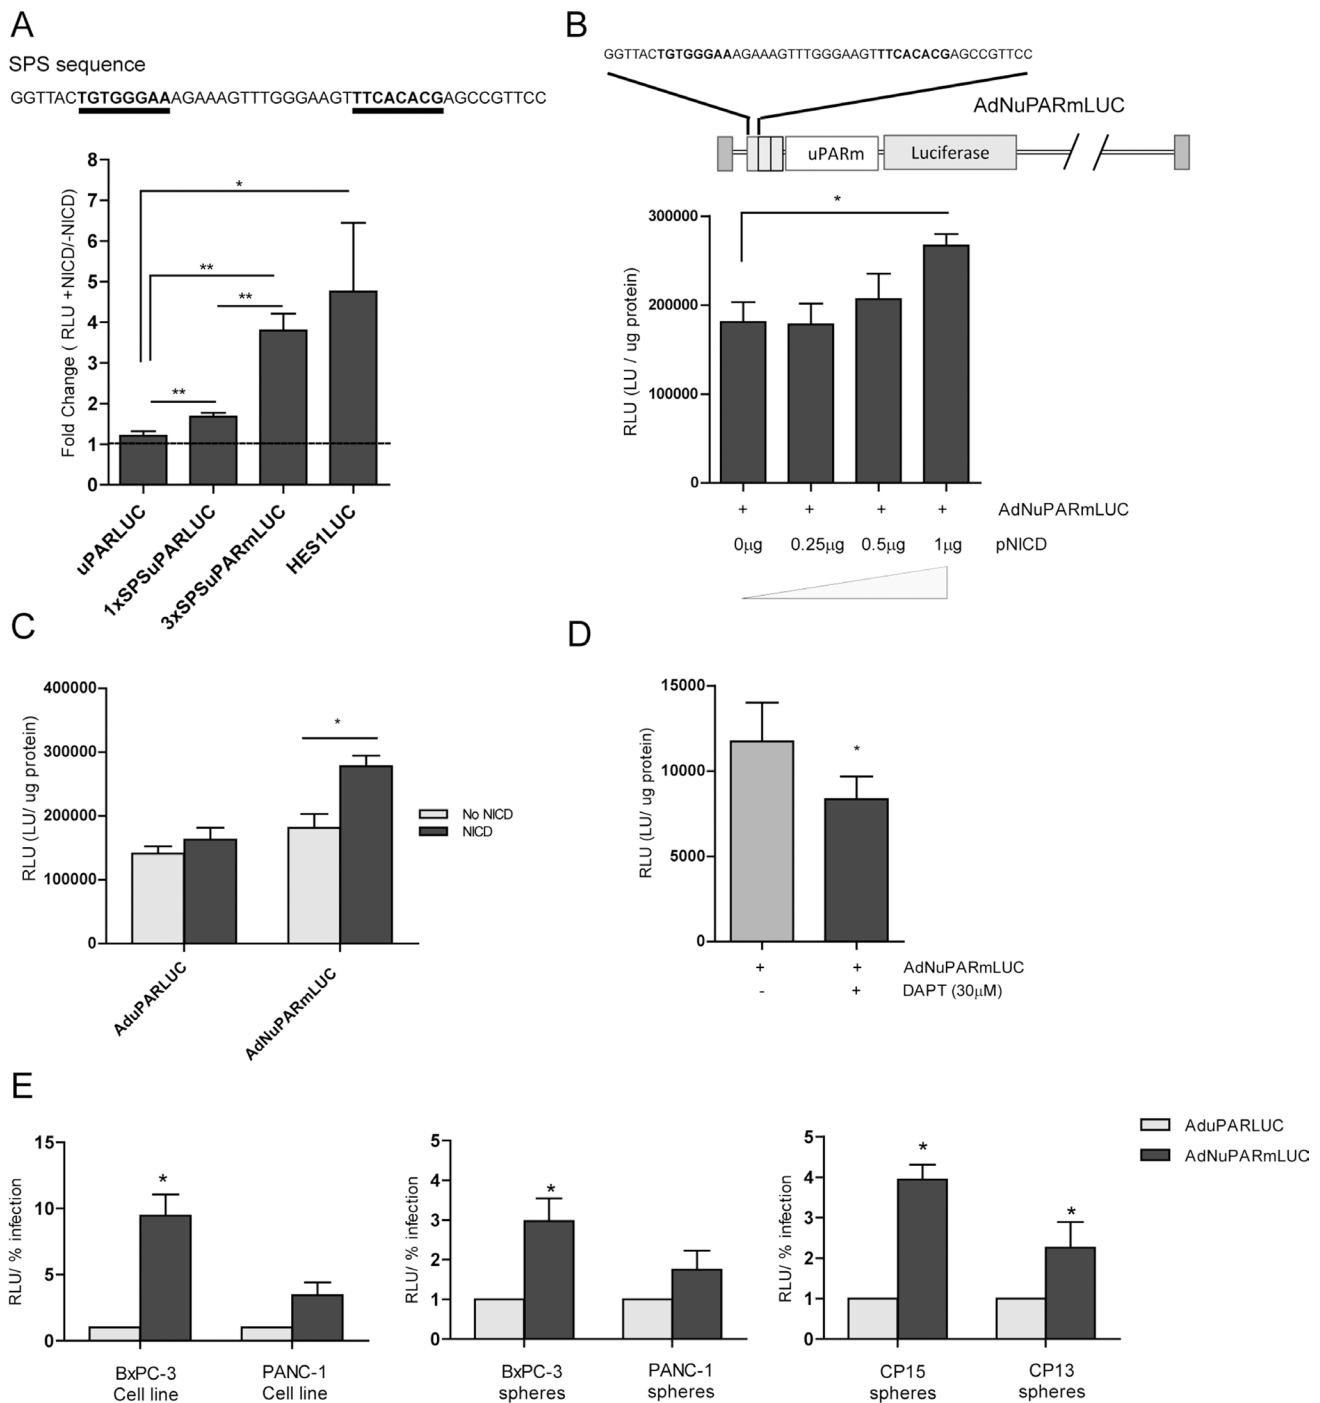 A
SPS sequence
GGTTACTGTGGGAAAGAAAGTTTGGGAAGTTTCACACGAGCCGTTCC
Fold Change ( RLU +NICD/-NICD)
8
7
6
5
4
3
2
1
0
*
**
**
**
uPARLUC
1xSPSuPARLUC
3xSPSuPARmLUC
HES1LUC
B
GGTTACTGTGGGAAAGAAAGTTTGGGAAGTTTCACACGAGCCGTTCC
AdNuPARmLUC
uPARm
Luciferase
RLU (LU / ug protein)
300000
200000
100000
0
*
+ + + + AdNuPARmLUC
0µg 0.25µg 0.5µg 1µg pNICD
C
RLU (LU/ ug protein)
400000
300000
200000
100000
0
*
No NICD
NICD
AduPARLUC
AdNuPARmLUC
D
RLU (LU/ ug protein)
15000
10000
5000
0
*
+ + AdNuPARmLUC
- + DAPT (30µM)
E
RLU/ % infection
15
10
5
0
*
BxPC-3
Cell line
PANC-1
Cell line
RLU/ % infection
5
4
3
2
1
0
*
BxPC-3
spheres
PANC-1
spheres
RLU/ % infection
5
4
3
2
1
0
*
*
CP15
spheres
CP13
spheres
AduPARLUC
AdNuPARmLUC